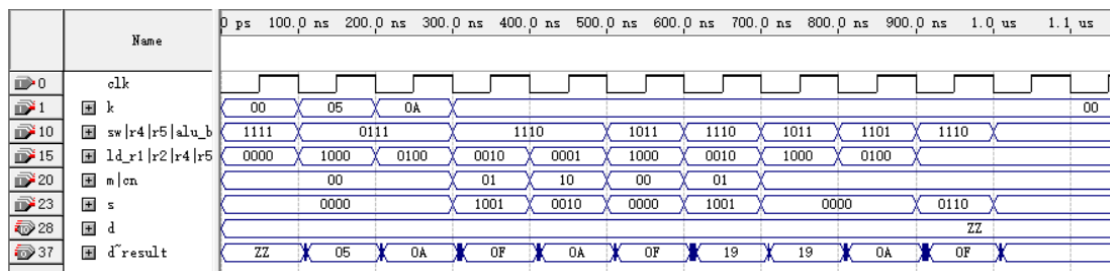 0 ps 100.0 ns 200.0 ns 300.0 ns 400.0 ns 500.0 ns 600.0 ns 700.0 ns 800.0 ns 900.0 ns 1.0 us 1.1 us
Name
0 clk
1 k 00 05 0A 00
10 sw|r4|r5|alu_b 1111 0111 1110 1011 1110 1011 1101 1110
15 ld_r1|r2|r4|r5 0000 1000 0100 0010 0001 1000 0010 1000 0100
20 m|cn 00 01 10 00 01
23 s 0000 1001 0010 0000 1001 0000 0110
28 d ZZ
37 d~result ZZ 05 0A 0F 0A 0F 19 19 0A 0F